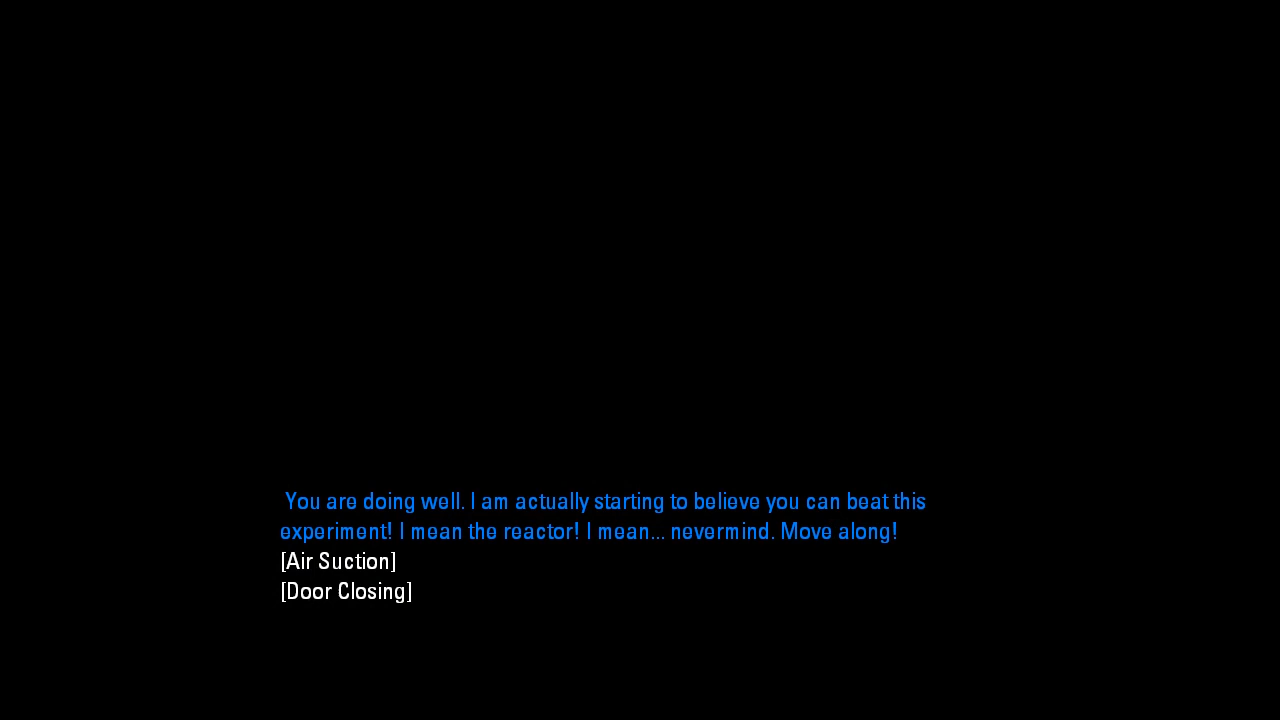 You are doing well. I am actually starting to believe you can beat this
experiment! I mean the reactor! I mean... nevermind. Move along!
[Air Suction]
[Door Closing]